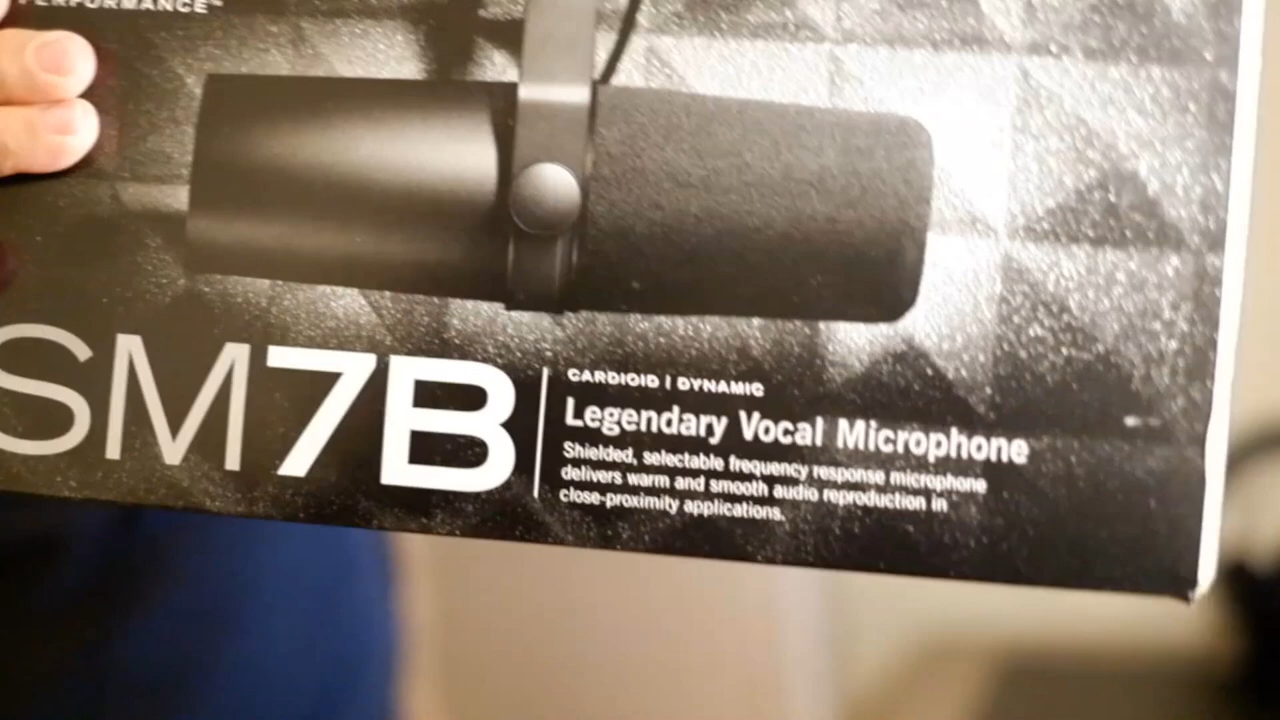 PERFORMANCE™
SM7B
CARDIOID | DYNAMIC
Legendary Vocal Microphone
Shielded, selectable frequency response microphone
delivers warm and smooth audio reproduction in
close-proximity applications.